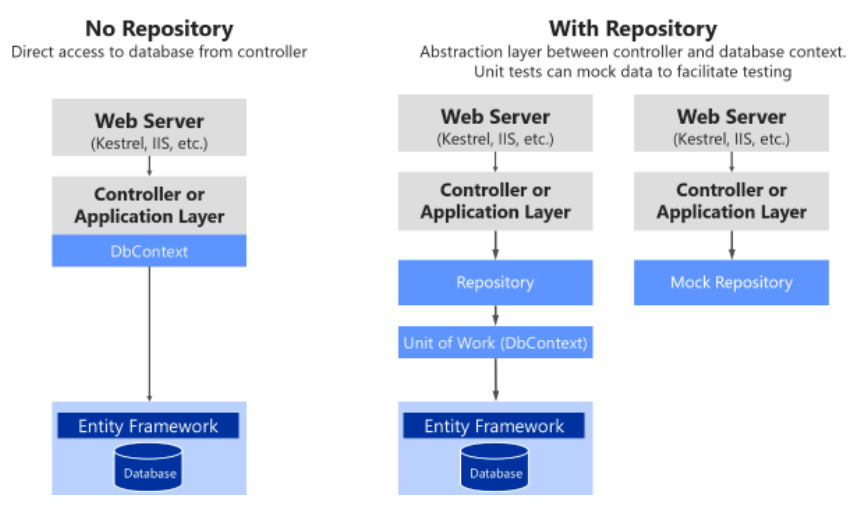 No Repository
Direct access to database from controller
Web Server
(Kestrel, IIS, etc.)
Controller or
Application Layer
DbContext
Entity Framework
Database
With Repository
Abstraction layer between controller and database context.
Unit tests can mock data to facilitate testing
Web Server
(Kestrel, IIS, etc.)
Controller or
Application Layer
Repository
Unit of Work (DbContext)
Entity Framework
Database
Web Server
(Kestrel, IIS, etc.)
Controller or
Application Layer
Mock Repository